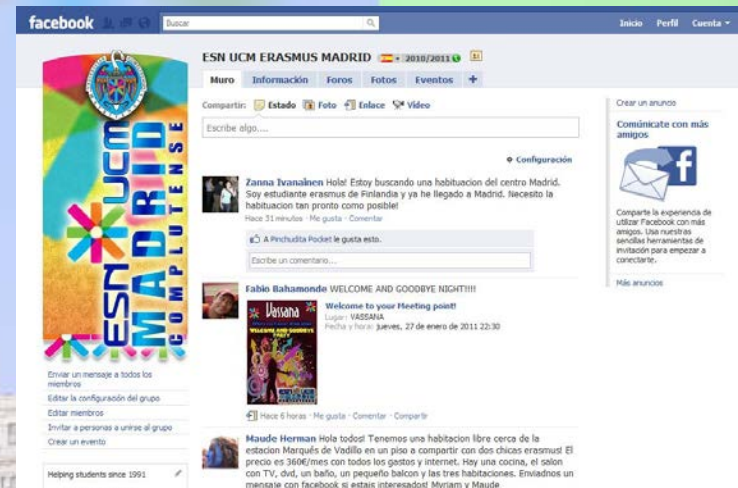 facebook
Buscar
Inicio Perfil Cuenta
ESN UCM ERASMUS MADRID 2010/2011
Muro Información Foros Fotos Eventos +
Compartir: Estado Foto Enlace Video
Escribe algo....
Configuración
Zanna Ivanainen Hola! Estoy buscando una habituacion del centro Madrid.
Soy estudiante erasmus de Finlandia y ya he llegado a Madrid. Necesito la
habituacion tan pronto como posible!
Hace 31 minutos · Me gusta · Comentar
A Pinchudita Pocket le gusta esto.
Escribe un comentario...
Fabio Bahamonde WELCOME AND GOODBYE NIGHT!!!!
Vassana
WELCOME AND GOODBYE
PARTY
Welcome to your Meeting point!
Lugar: VASSANA
Fecha y hora: jueves, 27 de enero de 2011 22:30
Hace 6 horas · Me gusta · Comentar · Compartir
Maude Herman Hola todos! Tenemos una habitacion libre cerca de la
estacion Marqués de Vadillo en un piso a compartir con dos chicas erasmus! El
precio es 360€/mes con todos los gastos y internet. Hay una cocina, el salon
con TV, dvd, un baño, un pequeño balcon y las tres habitaciones. Enviadnos un
mensaje con facebook si estais interesados! Myriam y Maude
ESN UCM
MADRID
COMPLUTENSE
Enviar un mensaje a todos los
miembros
Editar la configuración del grupo
Editar miembros
Invitar a personas a unirse al grupo
Crear un evento
Helping students since 1991
Crear un anuncio
Comunícate con más
amigos
Comparte la experiencia de
utilizar Facebook con más
amigos. Usa nuestras
sencillas herramientas de
invitación para empezar a
conectarte.
Más anuncios